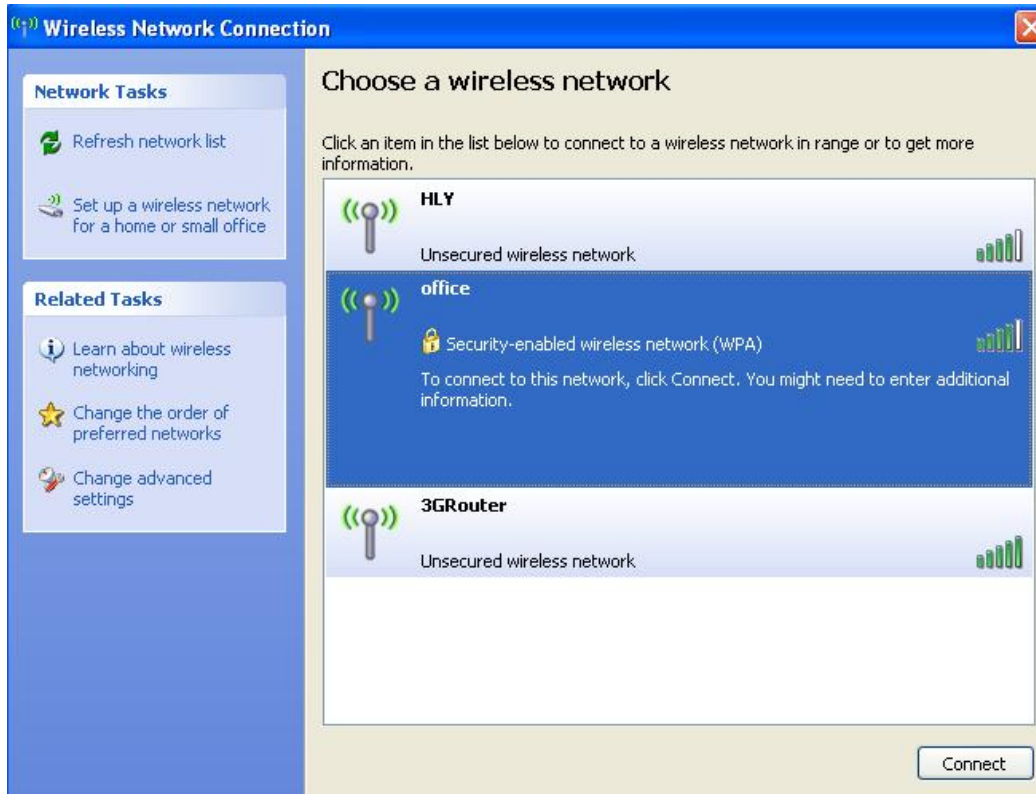 Wireless Network Connection
Network Tasks
Refresh network list
Set up a wireless network
for a home or small office
Related Tasks
Learn about wireless
networking
Change the order of
preferred networks
Change advanced
settings
Choose a wireless network
Click an item in the list below to connect to a wireless network in range or to get more
information.
HLY
Unsecured wireless network
office
Security-enabled wireless network (WPA)
To connect to this network, click Connect. You might need to enter additional
information.
3GRouter
Unsecured wireless network
Connect